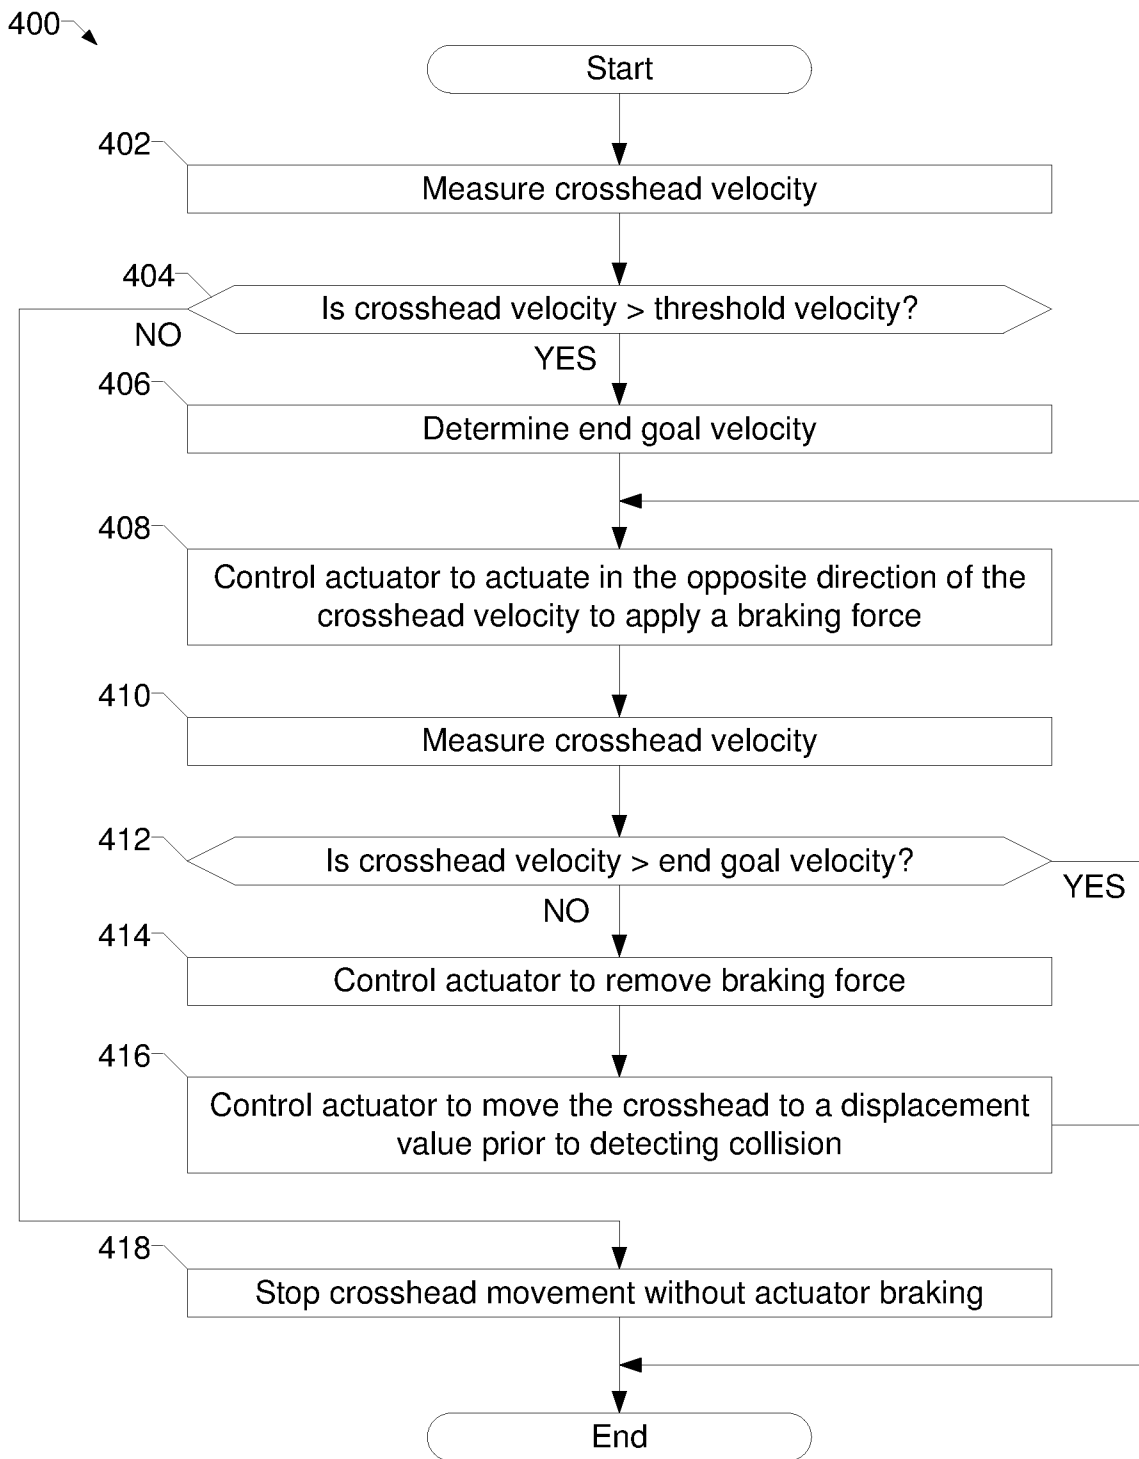 400
Start
402
Measure crosshead velocity
404
Is crosshead velocity > threshold velocity?
NO
YES
406
Determine end goal velocity
408
Control actuator to actuate in the opposite direction of the
crosshead velocity to apply a braking force
410
Measure crosshead velocity
412
Is crosshead velocity > end goal velocity?
YES
NO
414
Control actuator to remove braking force
416
Control actuator to move the crosshead to a displacement
value prior to detecting collision
418
Stop crosshead movement without actuator braking
End